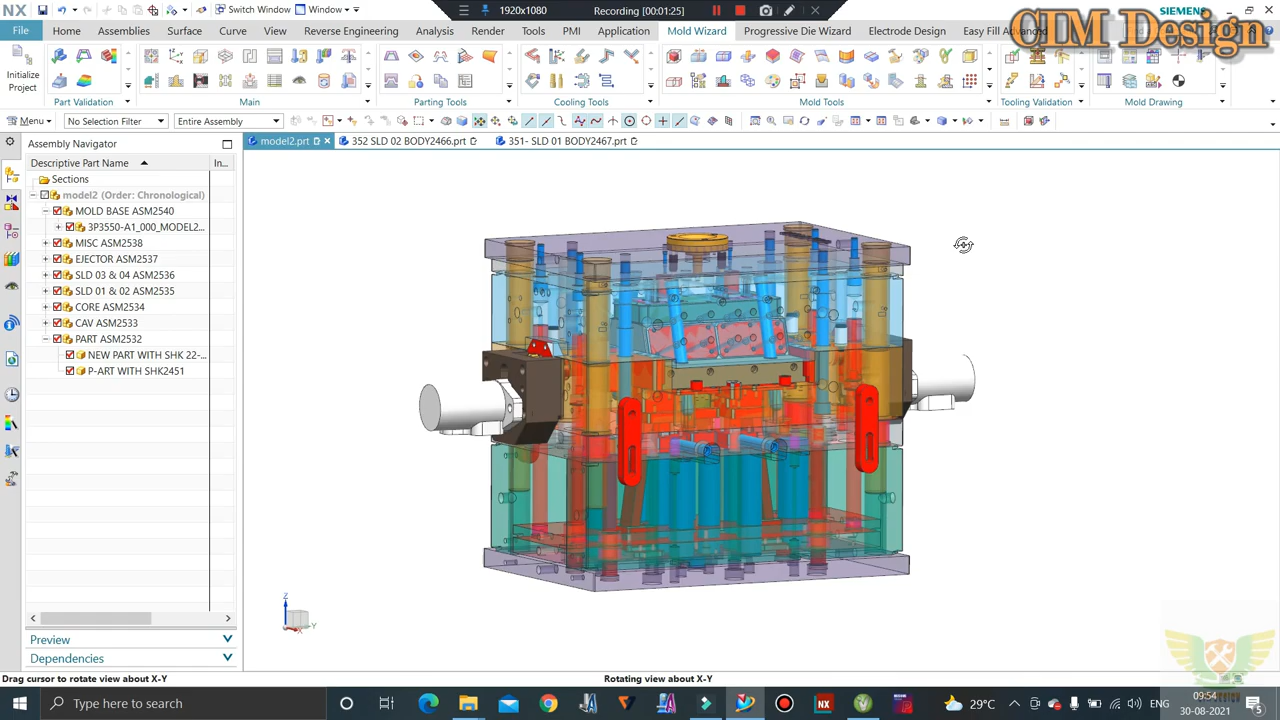 NX
Switch Window
Window
1920x1080
Recording [00:01:25]
SIEMENS
CIM Design
File
Home
Assemblies
Surface
Curve
View
Reverse Engineering
Analysis
Render
Tools
PMI
Application
Mold Wizard
Progressive Die Wizard
Electrode Design
Easy Fill Advanced
Initialize
Project
Part Validation
Main
Parting Tools
Cooling Tools
Mold Tools
Tooling Validation
Mold Drawing
Menu
No Selection Filter
Entire Assembly
Assembly Navigator
model2.prt
352 SLD 02 BODY2466.prt
351- SLD 01 BODY2467.prt
Descriptive Part Name
In...
Sections
model2 (Order: Chronological)
MOLD BASE ASM2540
3P3550-A1_000_MODEL2...
MISC ASM2538
EJECTOR ASM2537
SLD 03 & 04 ASM2536
SLD 01 & 02 ASM2535
CORE ASM2534
CAV ASM2533
PART ASM2532
NEW PART WITH SHK 22-...
P-ART WITH SHK2451
Z
Y
X
Preview
Dependencies
Drag cursor to rotate view about X-Y
Rotating view about X-Y
Type here to search
NX
29°C
ENG
09:54
30-08-2021
5